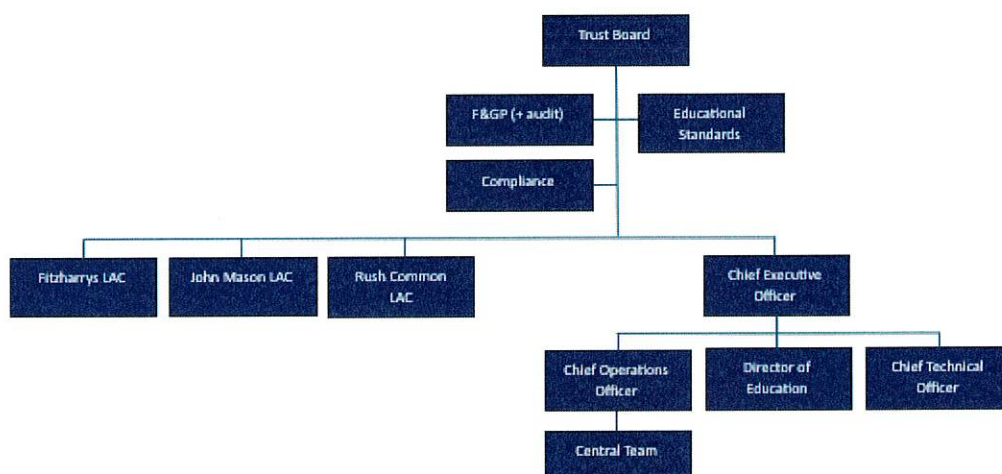 Trust Board
F&GP (+ audit)
Educational
Standards
Compliance
Fitzharrys LAC
John Mason LAC
Rush Common
LAC
Chief Executive
Officer
Chief Operations
Officer
Director of
Education
Chief Technical
Officer
Central Team